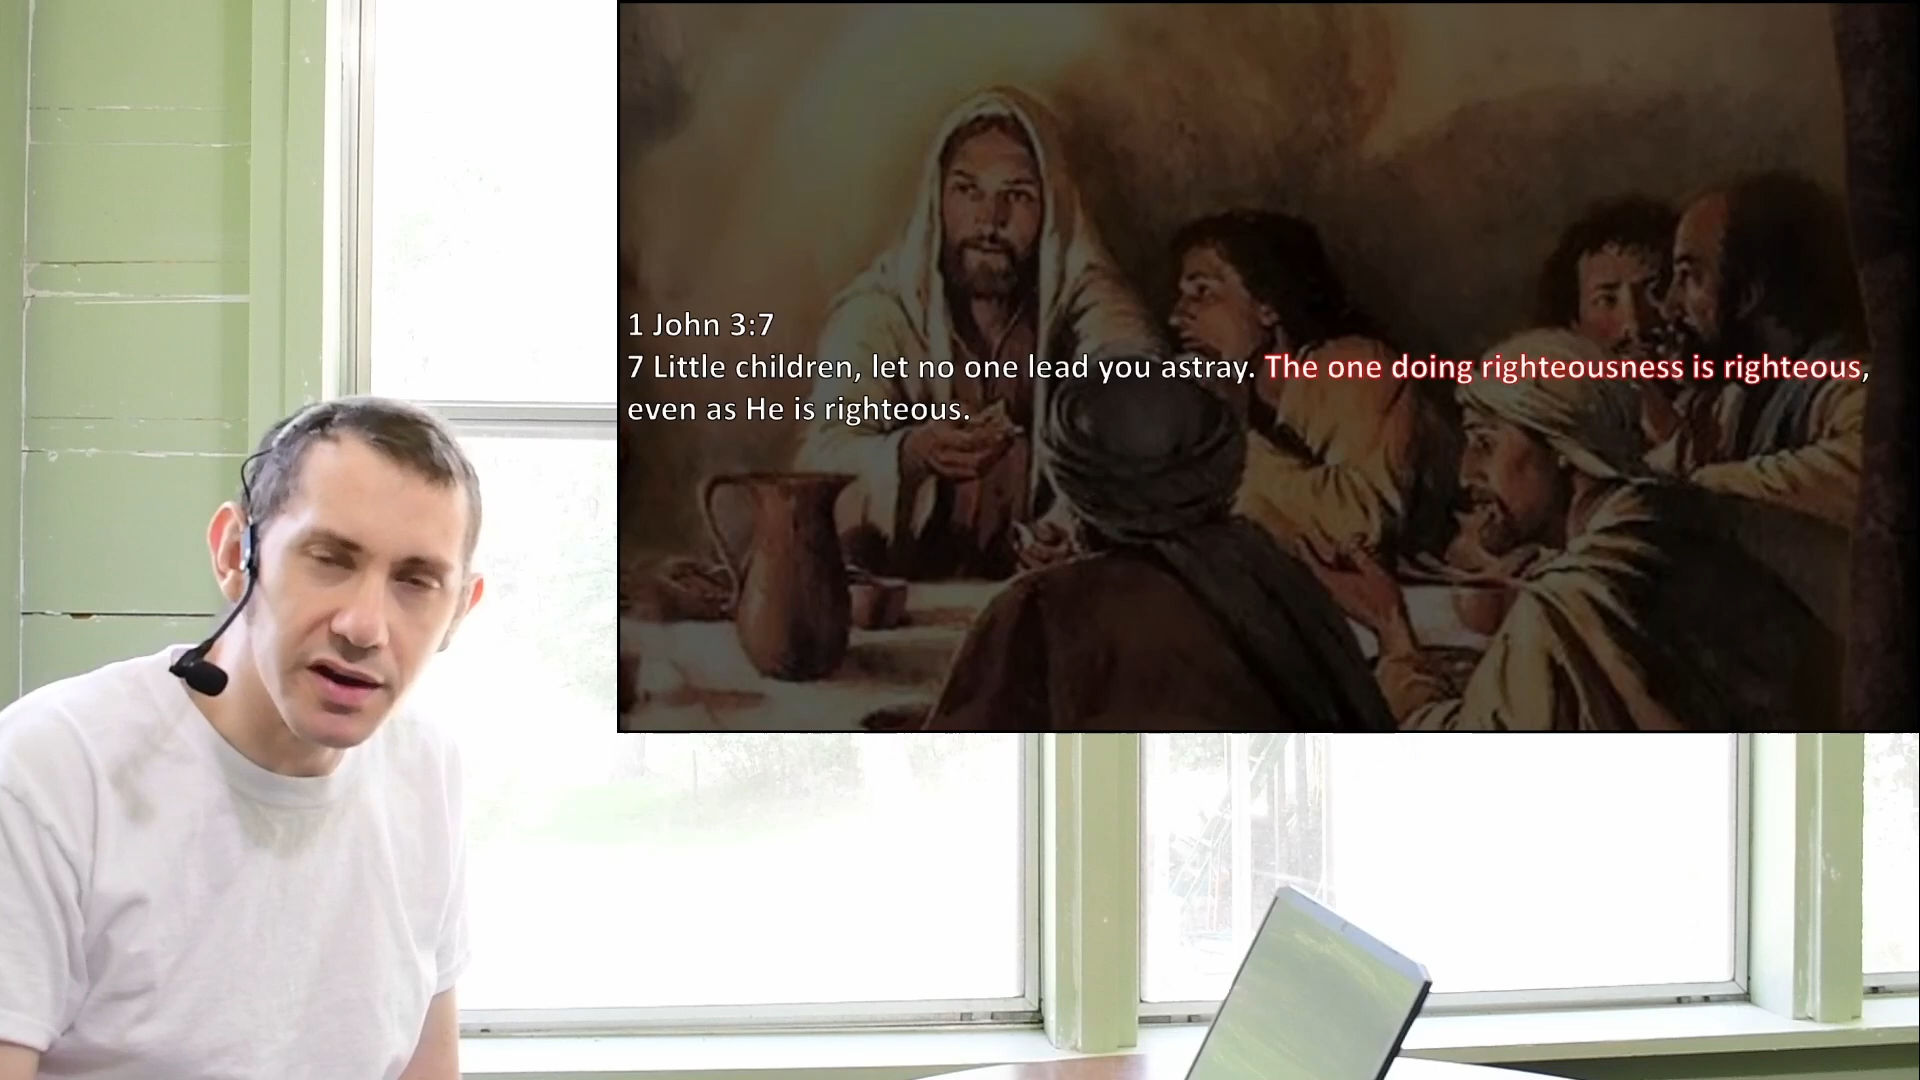 1 John 3:7
7 Little children, let no one lead you astray. The one doing righteousness is righteous,
even as He is righteous.